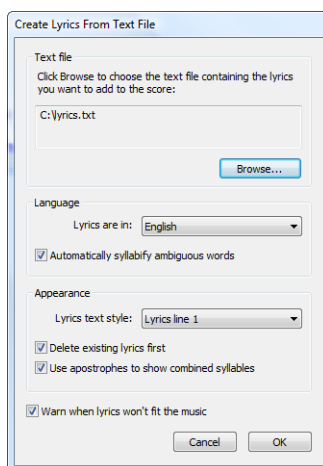 Create Lyrics From Text File
Text file
Click Browse to choose the text file containing the lyrics
you want to add to the score:
C:\lyrics.txt
Browse...
Language
Lyrics are in: English
Automatically syllabify ambiguous words
Appearance
Lyrics text style: Lyrics line 1
Delete existing lyrics first
Use apostrophes to show combined syllables
Warn when lyrics won't fit the music
Cancel OK